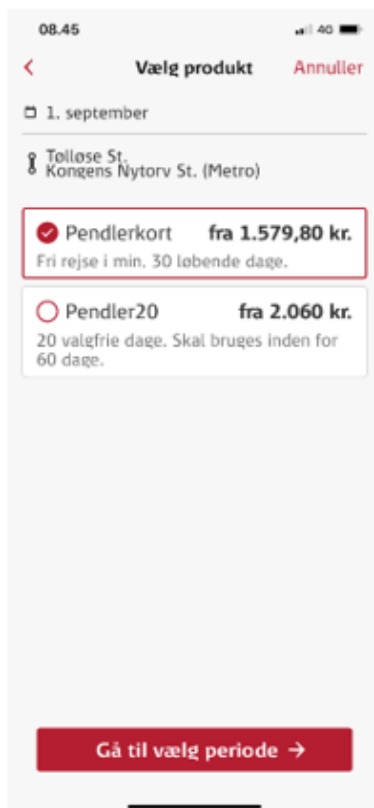 08.45 4G
Vælg produkt Annuller
1. september
Tølløse St.
Kongens Nytorv St. (Metro)
Pendlerkort fra 1.579,80 kr.
Fri rejse i min. 30 løbende dage.
Pendler20 fra 2.060 kr.
20 valgfrie dage. Skal bruges inden for
60 dage.
Gå til vælg periode →